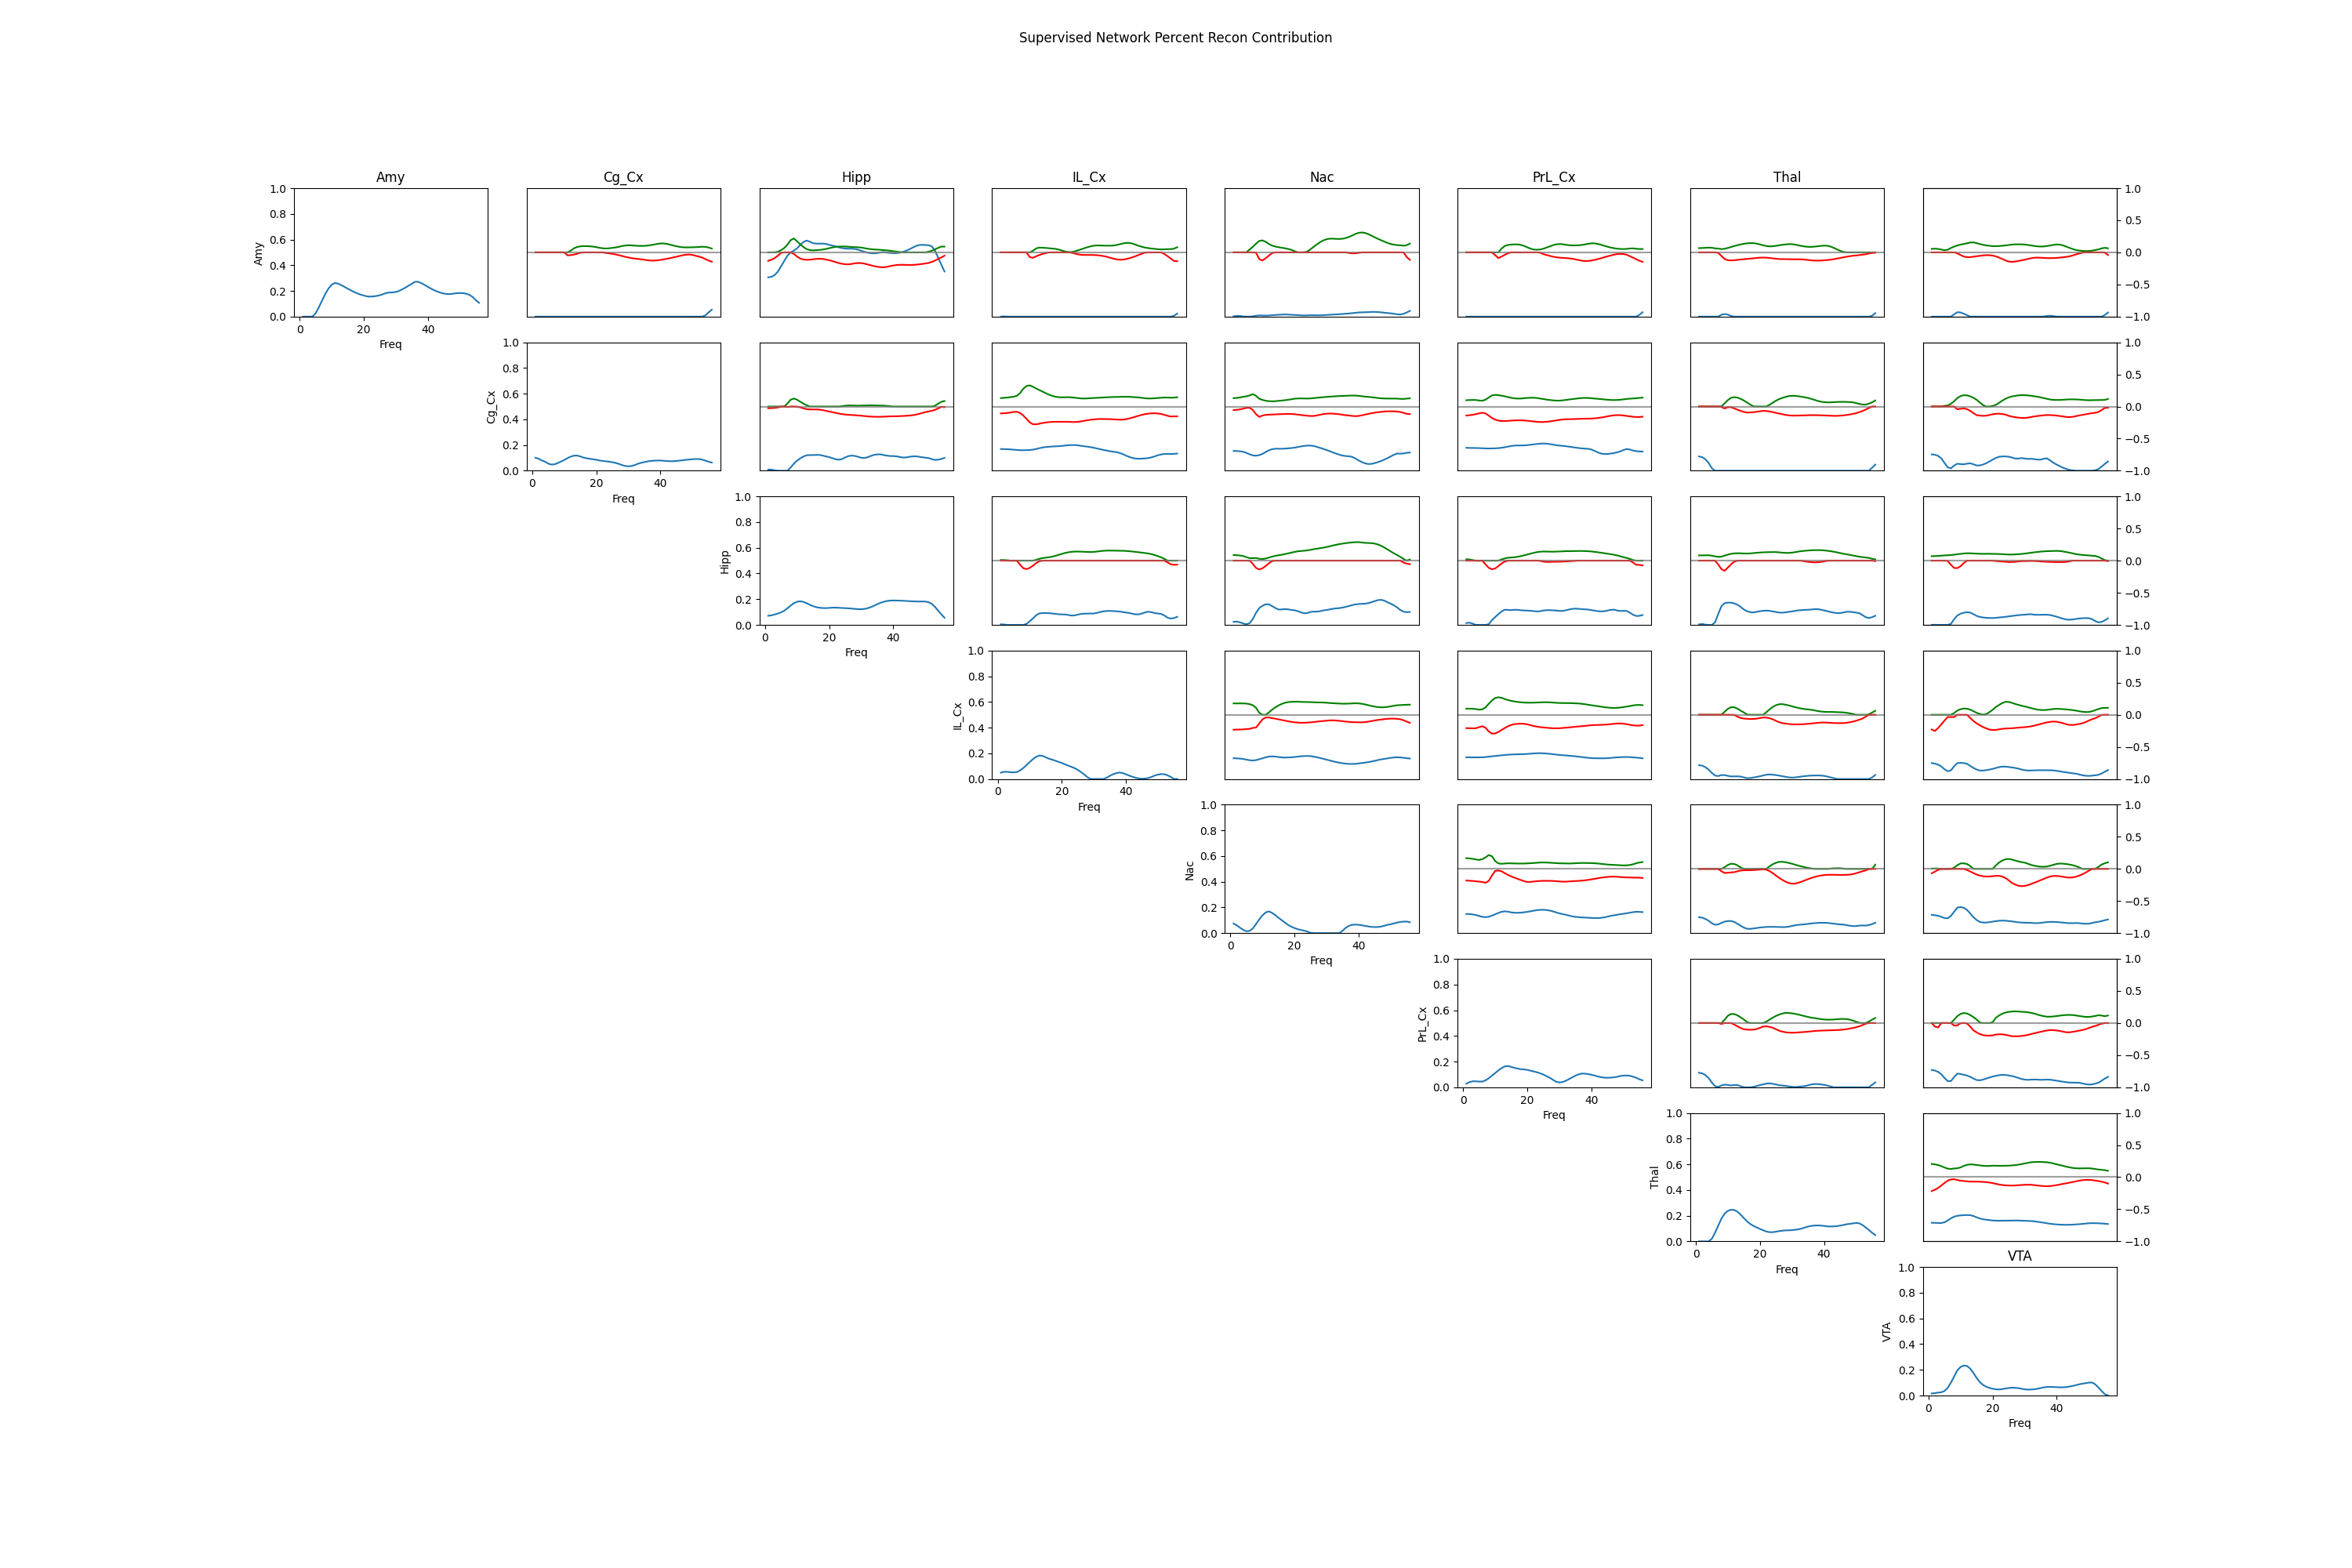 Supervised Network Percent Recon Contribution
Amy Cg_Cx Hipp IL_Cx Nac PrL_Cx Thal
1.0 1.0
0.8 0.5
Amy 0.6 0.0
0.4
0.2 −0.5
0.0 −1.0
0 20 40
Freq
1.0 1.0
0.8 0.5
Cg_Cx 0.6 0.0
0.4
0.2 −0.5
0.0 −1.0
0 20 40
Freq
1.0 1.0
0.8 0.5
Hipp 0.6 0.0
0.4
0.2 −0.5
0.0 −1.0
0 20 40
Freq
1.0 1.0
0.8 0.5
IL_Cx 0.6 0.0
0.4
0.2 −0.5
0.0 −1.0
0 20 40
Freq
1.0 1.0
0.8 0.5
Nac 0.6 0.0
0.4
0.2 −0.5
0.0 −1.0
0 20 40
Freq
1.0 1.0
0.8 0.5
PrL_Cx 0.6 0.0
0.4
0.2 −0.5
0.0 −1.0
0 20 40
Freq
1.0 1.0
0.8 0.5
Thal 0.6 0.0
0.4
0.2 −0.5
0.0 −1.0
0 20 40
Freq
VTA
1.0
0.8
VTA 0.6
0.4
0.2
0.0
0 20 40
Freq